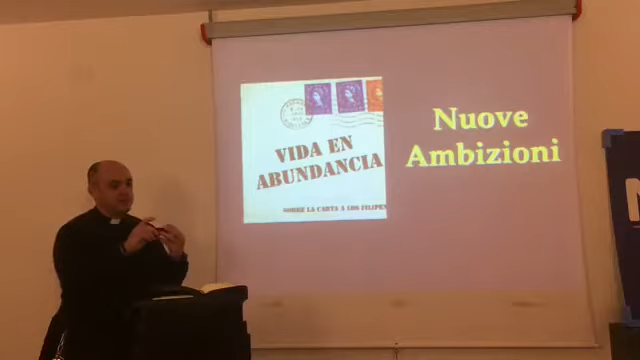 Nuove
Ambizioni
VIDA EN
ABUNDANCIA
SOBRE LA CARTA A LOS FILIPEN